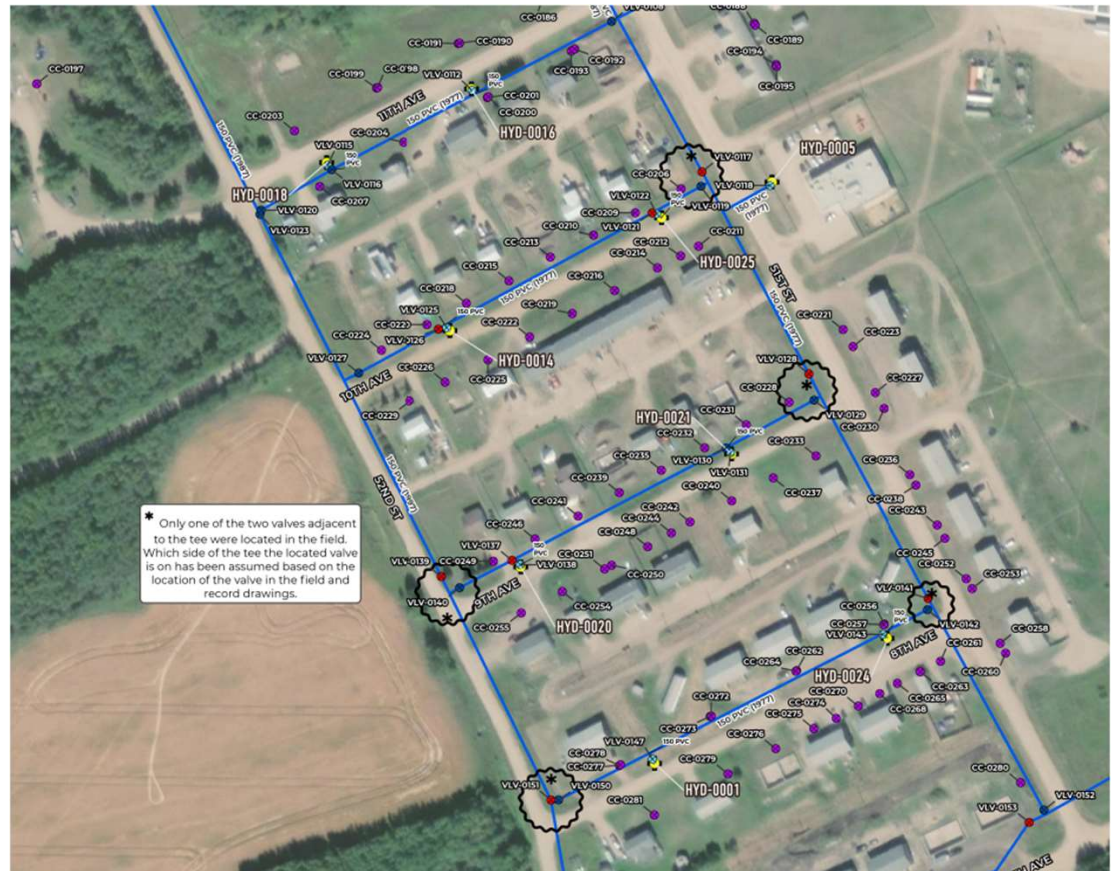 CC-0186
VLV-0108
CC-0188
CC-0189
CC-0191
CC-0190
CC-0192
CC-0193
CC-0194
CC-0195
CC-0197
CC-0199
CC-0198
VLV-0112
150
PVC
CC-0201
CC-0200
11TH AVE
150 PVC (1977)
HYD-0016
CC-0203
CC-0204
VLV-0115
150
PVC
VLV-0116
CC-0207
HYD-0018
VLV-0120
VLV-0123
150 PVC (1987)
HYD-0005
*
VLV-0117
VLV-0118
VLV-0119
CC-0206
150
PVC
VLV-0122
150 PVC
(1977)
CC-0209
CC-0210
VLV-0121
CC-0211
CC-0212
CC-0213
CC-0214
HYD-0025
CC-0215
CC-0216
150 PVC (1977)
51ST ST
150 PVC (1977)
CC-0218
CC-0219
VLV-0125
150 PVC
CC-0220
CC-0222
CC-0221
CC-0223
CC-0224
VLV-0126
HYD-0014
VLV-0127
CC-0226
CC-0225
10TH AVE
VLV-0128
*
CC-0228
CC-0227
CC-0229
VLV-0129
CC-0230
HYD-0021
CC-0231
150 PVC
CC-0232
CC-0233
CC-0235
VLV-0130
VLV-0131
CC-0236
CC-0237
CC-0238
CC-0239
CC-0240
150 PVC (1987)
52ND ST
CC-0241
CC-0242
CC-0243
CC-0244
CC-0245
CC-0246
CC-0248
VLV-0137
150
PVC
VLV-0139
CC-0249
VLV-0138
CC-0251
CC-0250
CC-0252
CC-0253
* Only one of the two valves adjacent
to the tee were located in the field.
Which side of the tee the located valve
is on has been assumed based on the
location of the valve in the field and
record drawings.
VLV-0140
*
9TH AVE
CC-0254
CC-0255
HYD-0020
VLV-0141
*
CC-0256
150
PVC
CC-0257
VLV-0143
VLV-0142
CC-0258
8TH AVE
CC-0261
CC-0260
CC-0262
CC-0264
HYD-0024
CC-0263
CC-0265
CC-0268
CC-0270
CC-0272
CC-0274
150 PVC (1977)
CC-0273
CC-0275
CC-0276
VLV-0147
150 PVC
CC-0278
CC-0277
CC-0279
HYD-0001
*
VLV-0151
VLV-0150
CC-0280
CC-0281
VLV-0152
VLV-0153
AVE